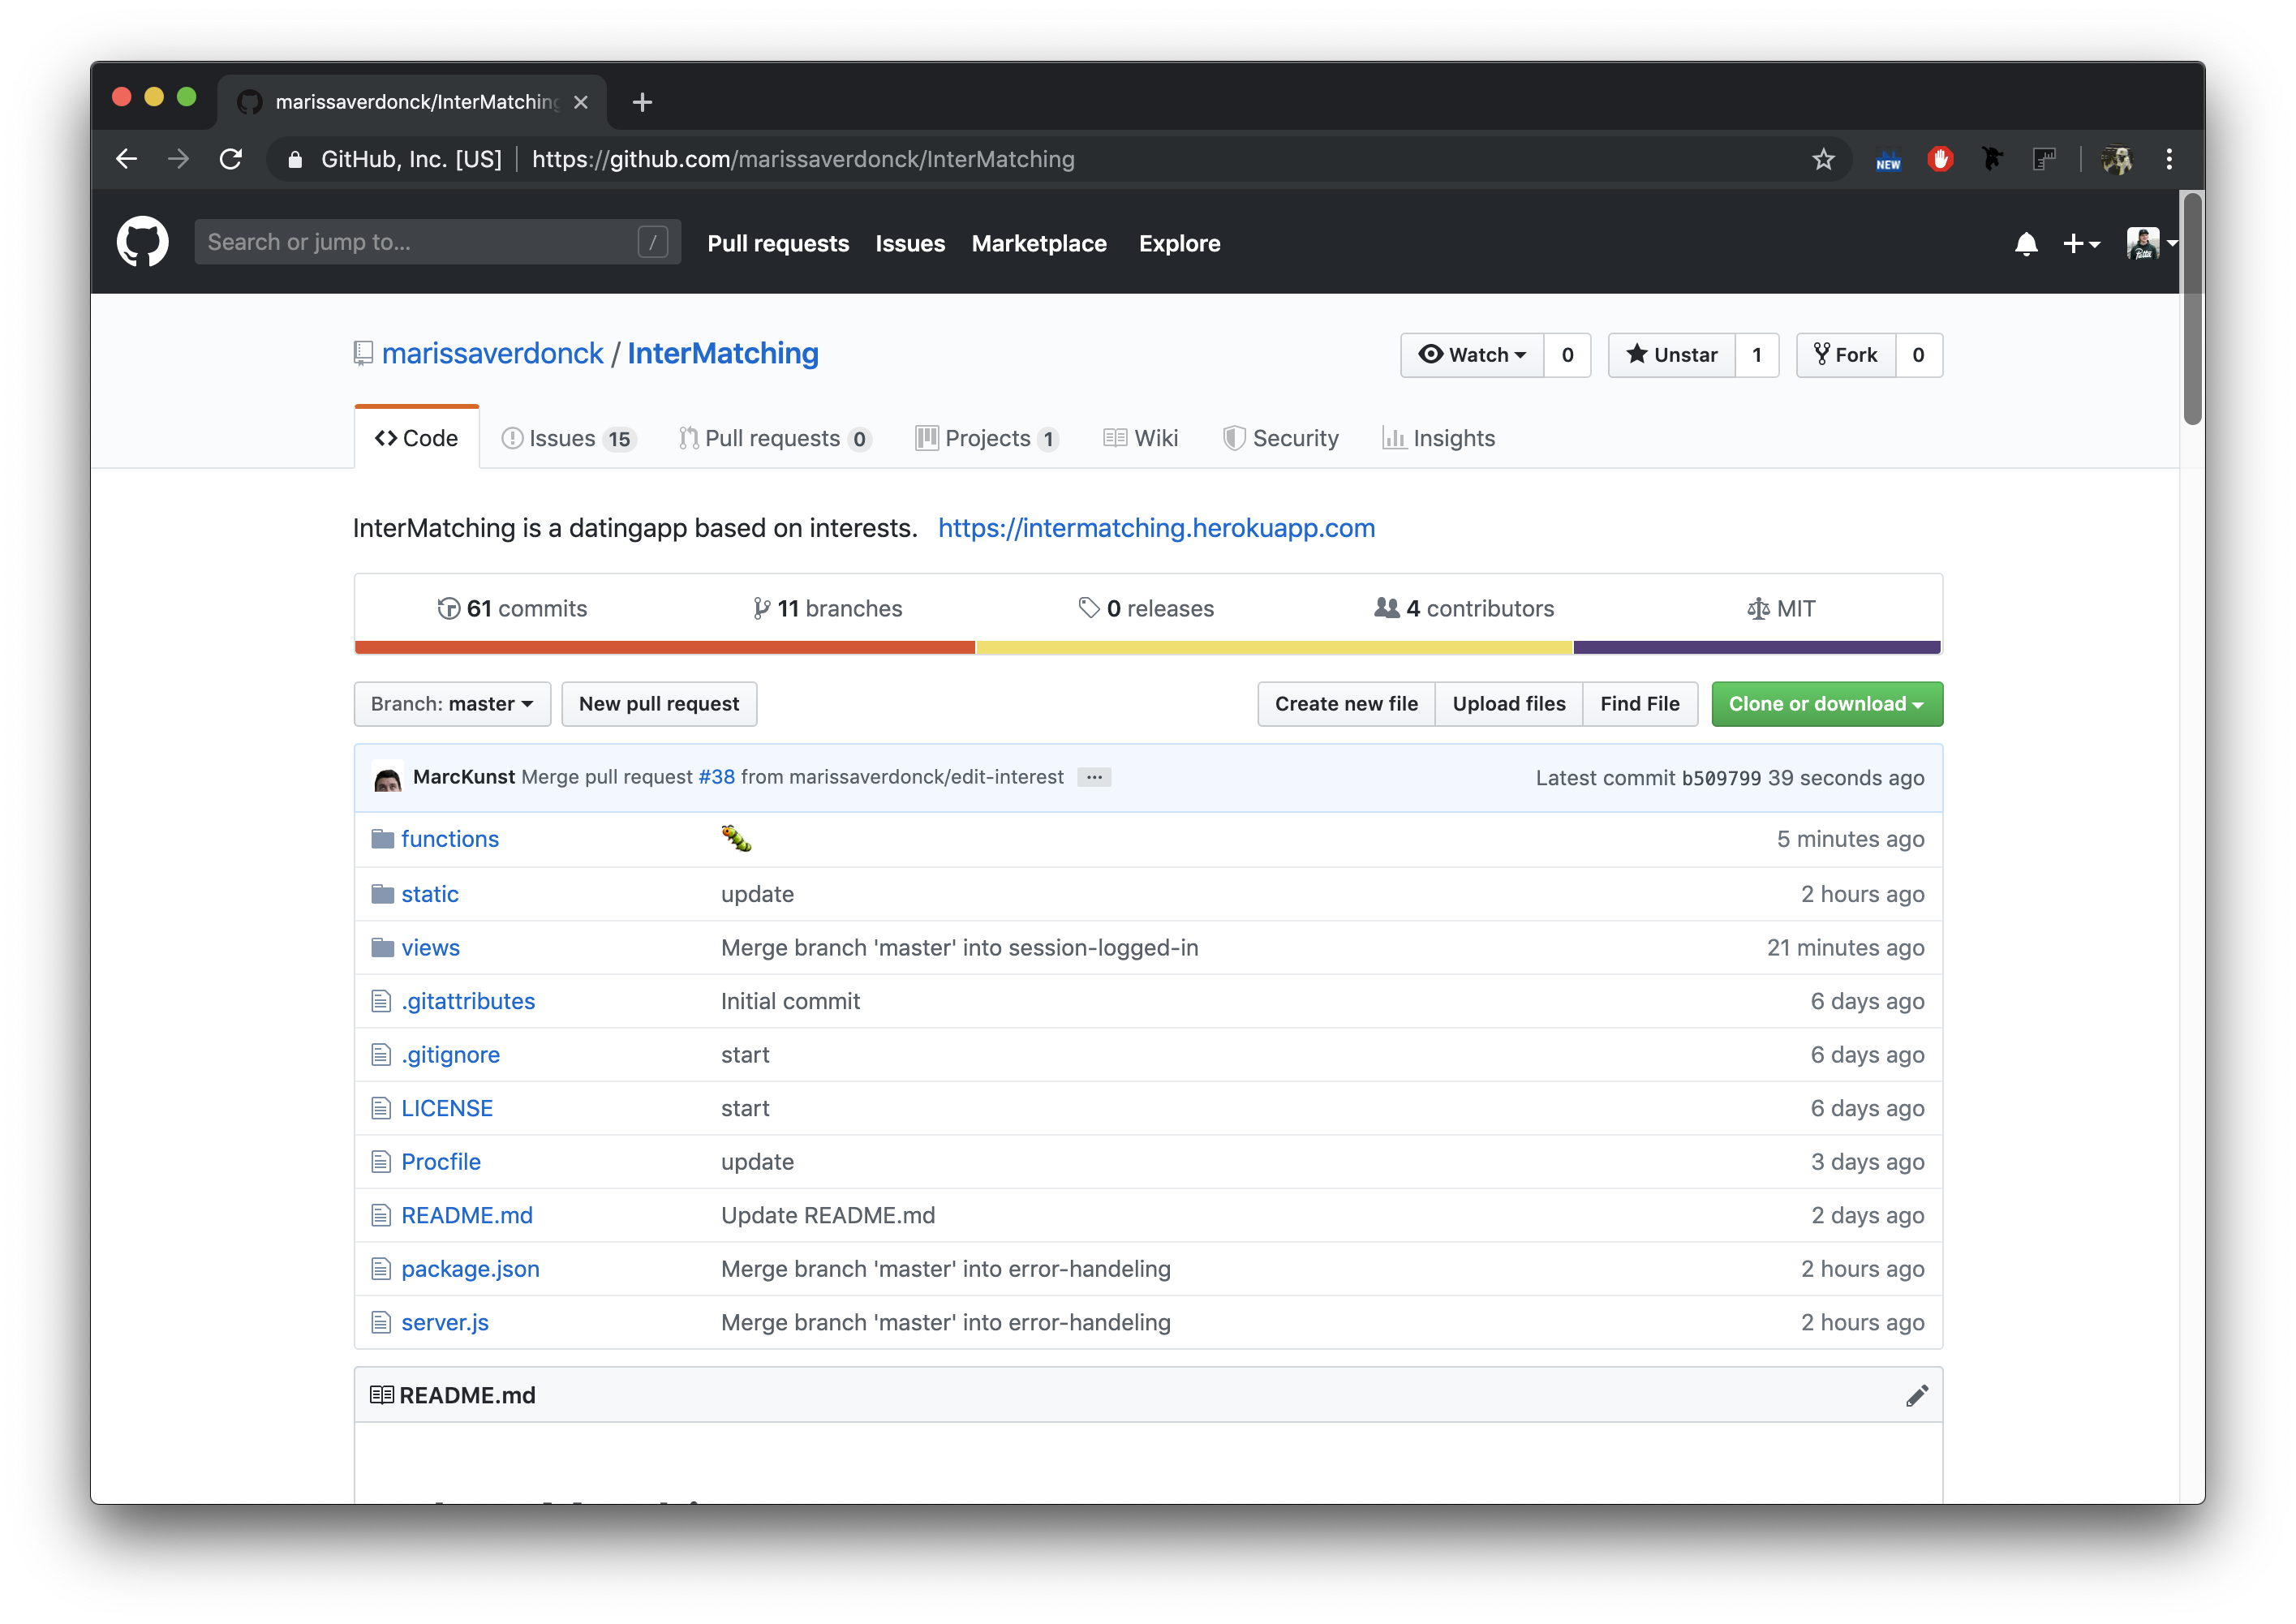 marissaverdonck/InterMatching
GitHub, Inc. [US] https://github.com/marissaverdonck/InterMatching
NEW
Search or jump to... /
Pull requests Issues Marketplace Explore
marissaverdonck / InterMatching
Watch 0 Unstar 1 Fork 0
Code Issues 15 Pull requests 0 Projects 1 Wiki Security Insights
InterMatching is a datingapp based on interests. https://intermatching.herokuapp.com
61 commits 11 branches 0 releases 4 contributors MIT
Branch: master New pull request Create new file Upload files Find File Clone or download
MarcKunst Merge pull request #38 from marissaverdonck/edit-interest ... Latest commit b509799 39 seconds ago
functions 🐛 5 minutes ago
static update 2 hours ago
views Merge branch 'master' into session-logged-in 21 minutes ago
.gitattributes Initial commit 6 days ago
.gitignore start 6 days ago
LICENSE start 6 days ago
Procfile update 3 days ago
README.md Update README.md 2 days ago
package.json Merge branch 'master' into error-handeling 2 hours ago
server.js Merge branch 'master' into error-handeling 2 hours ago
README.md